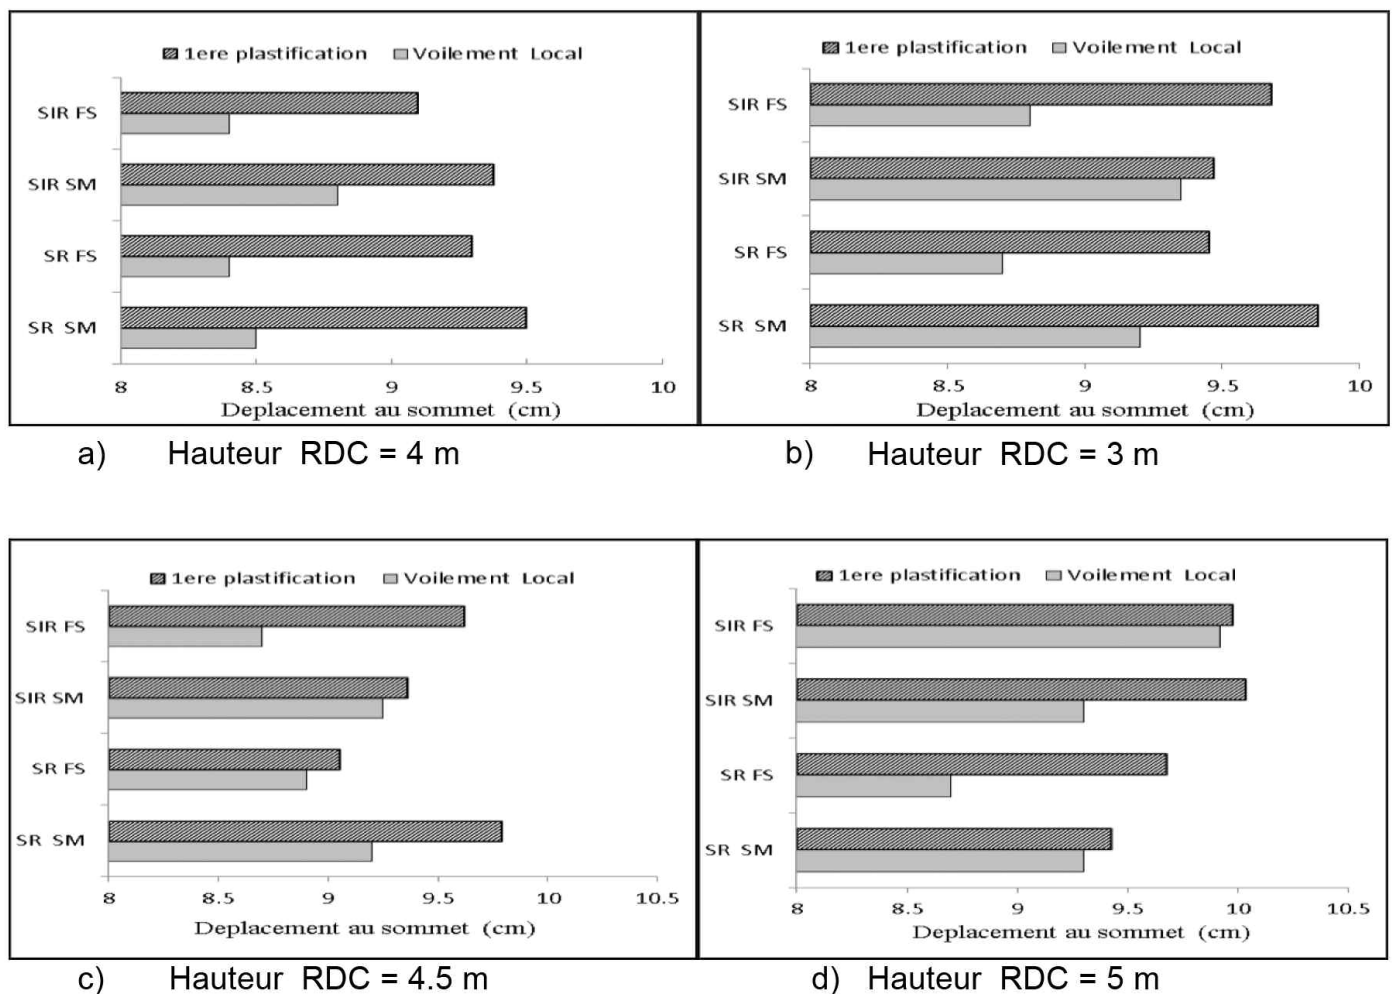 1ere plastification Voilement Local
SIR FS
SIR SM
SR FS
SR SM
8 8.5 9 9.5 10
Deplacement au sommet (cm)
a) Hauteur RDC = 4 m
1ere plastification Voilement Local
SIR FS
SIR SM
SR FS
SR SM
8 8.5 9 9.5 10
Deplacement au sommet (cm)
b) Hauteur RDC = 3 m
1ere plastification Voilement Local
SIR FS
SIR SM
SR FS
SR SM
8 8.5 9 9.5 10 10.5
Deplacement au sommet (cm)
c) Hauteur RDC = 4.5 m
1ere plastification Voilement Local
SIR FS
SIR SM
SR FS
SR SM
8 8.5 9 9.5 10 10.5
Deplacement au sommet (cm)
d) Hauteur RDC = 5 m